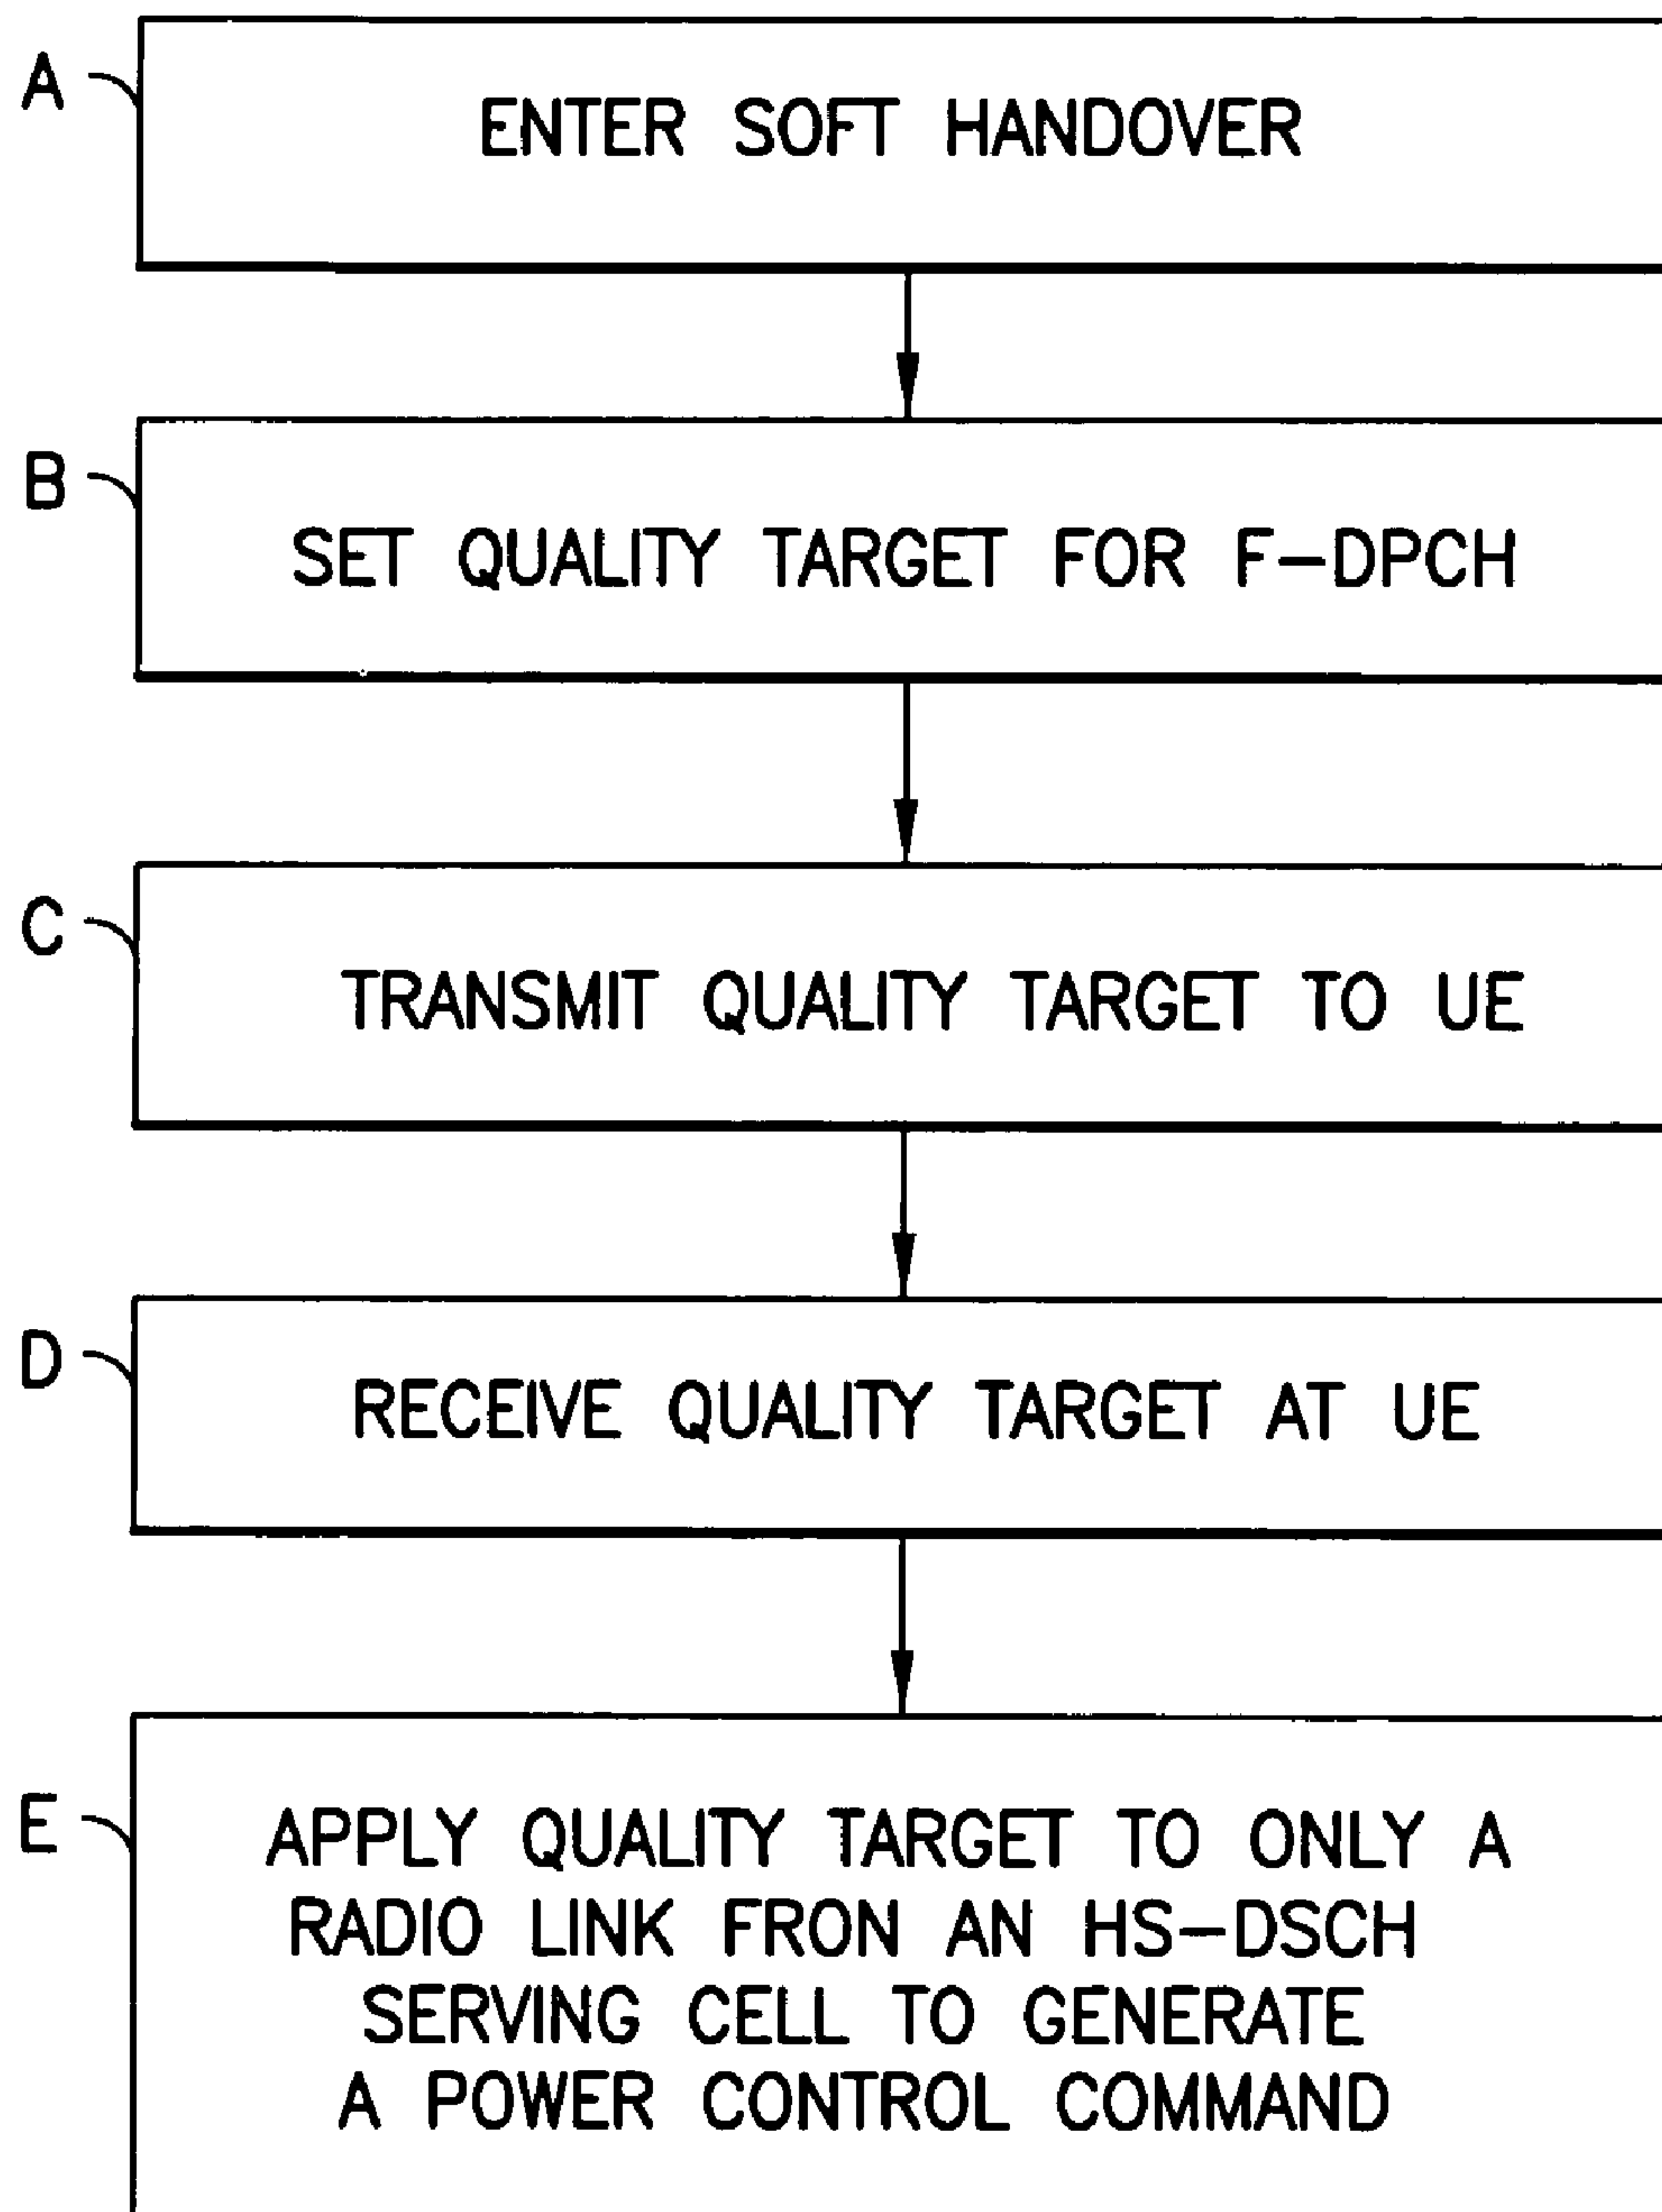 A
ENTER SOFT HANDOVER
B
SET QUALITY TARGET FOR F-DPCH
C
TRANSMIT QUALITY TARGET TO UE
D
RECEIVE QUALITY TARGET AT UE
E
APPLY QUALITY TARGET TO ONLY A
RADIO LINK FRON AN HS-DSCH
SERVING CELL TO GENERATE
A POWER CONTROL COMMAND